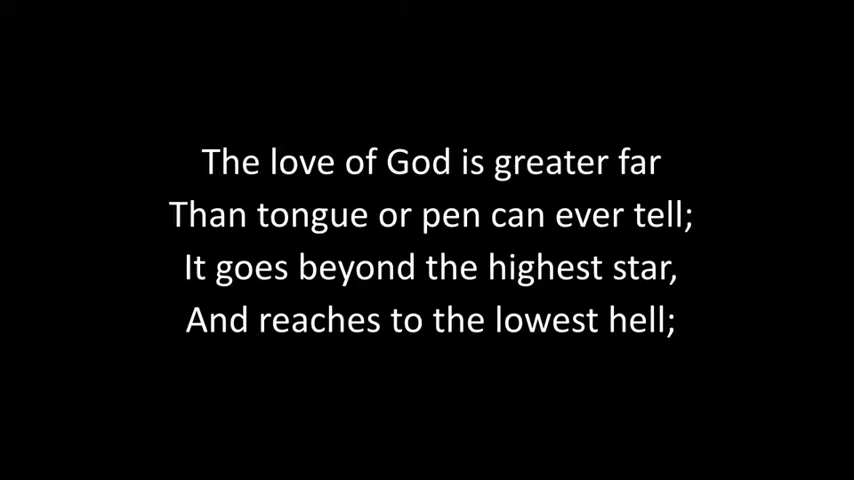 The love of God is greater far
Than tongue or pen can ever tell;
It goes beyond the highest star,
And reaches to the lowest hell;